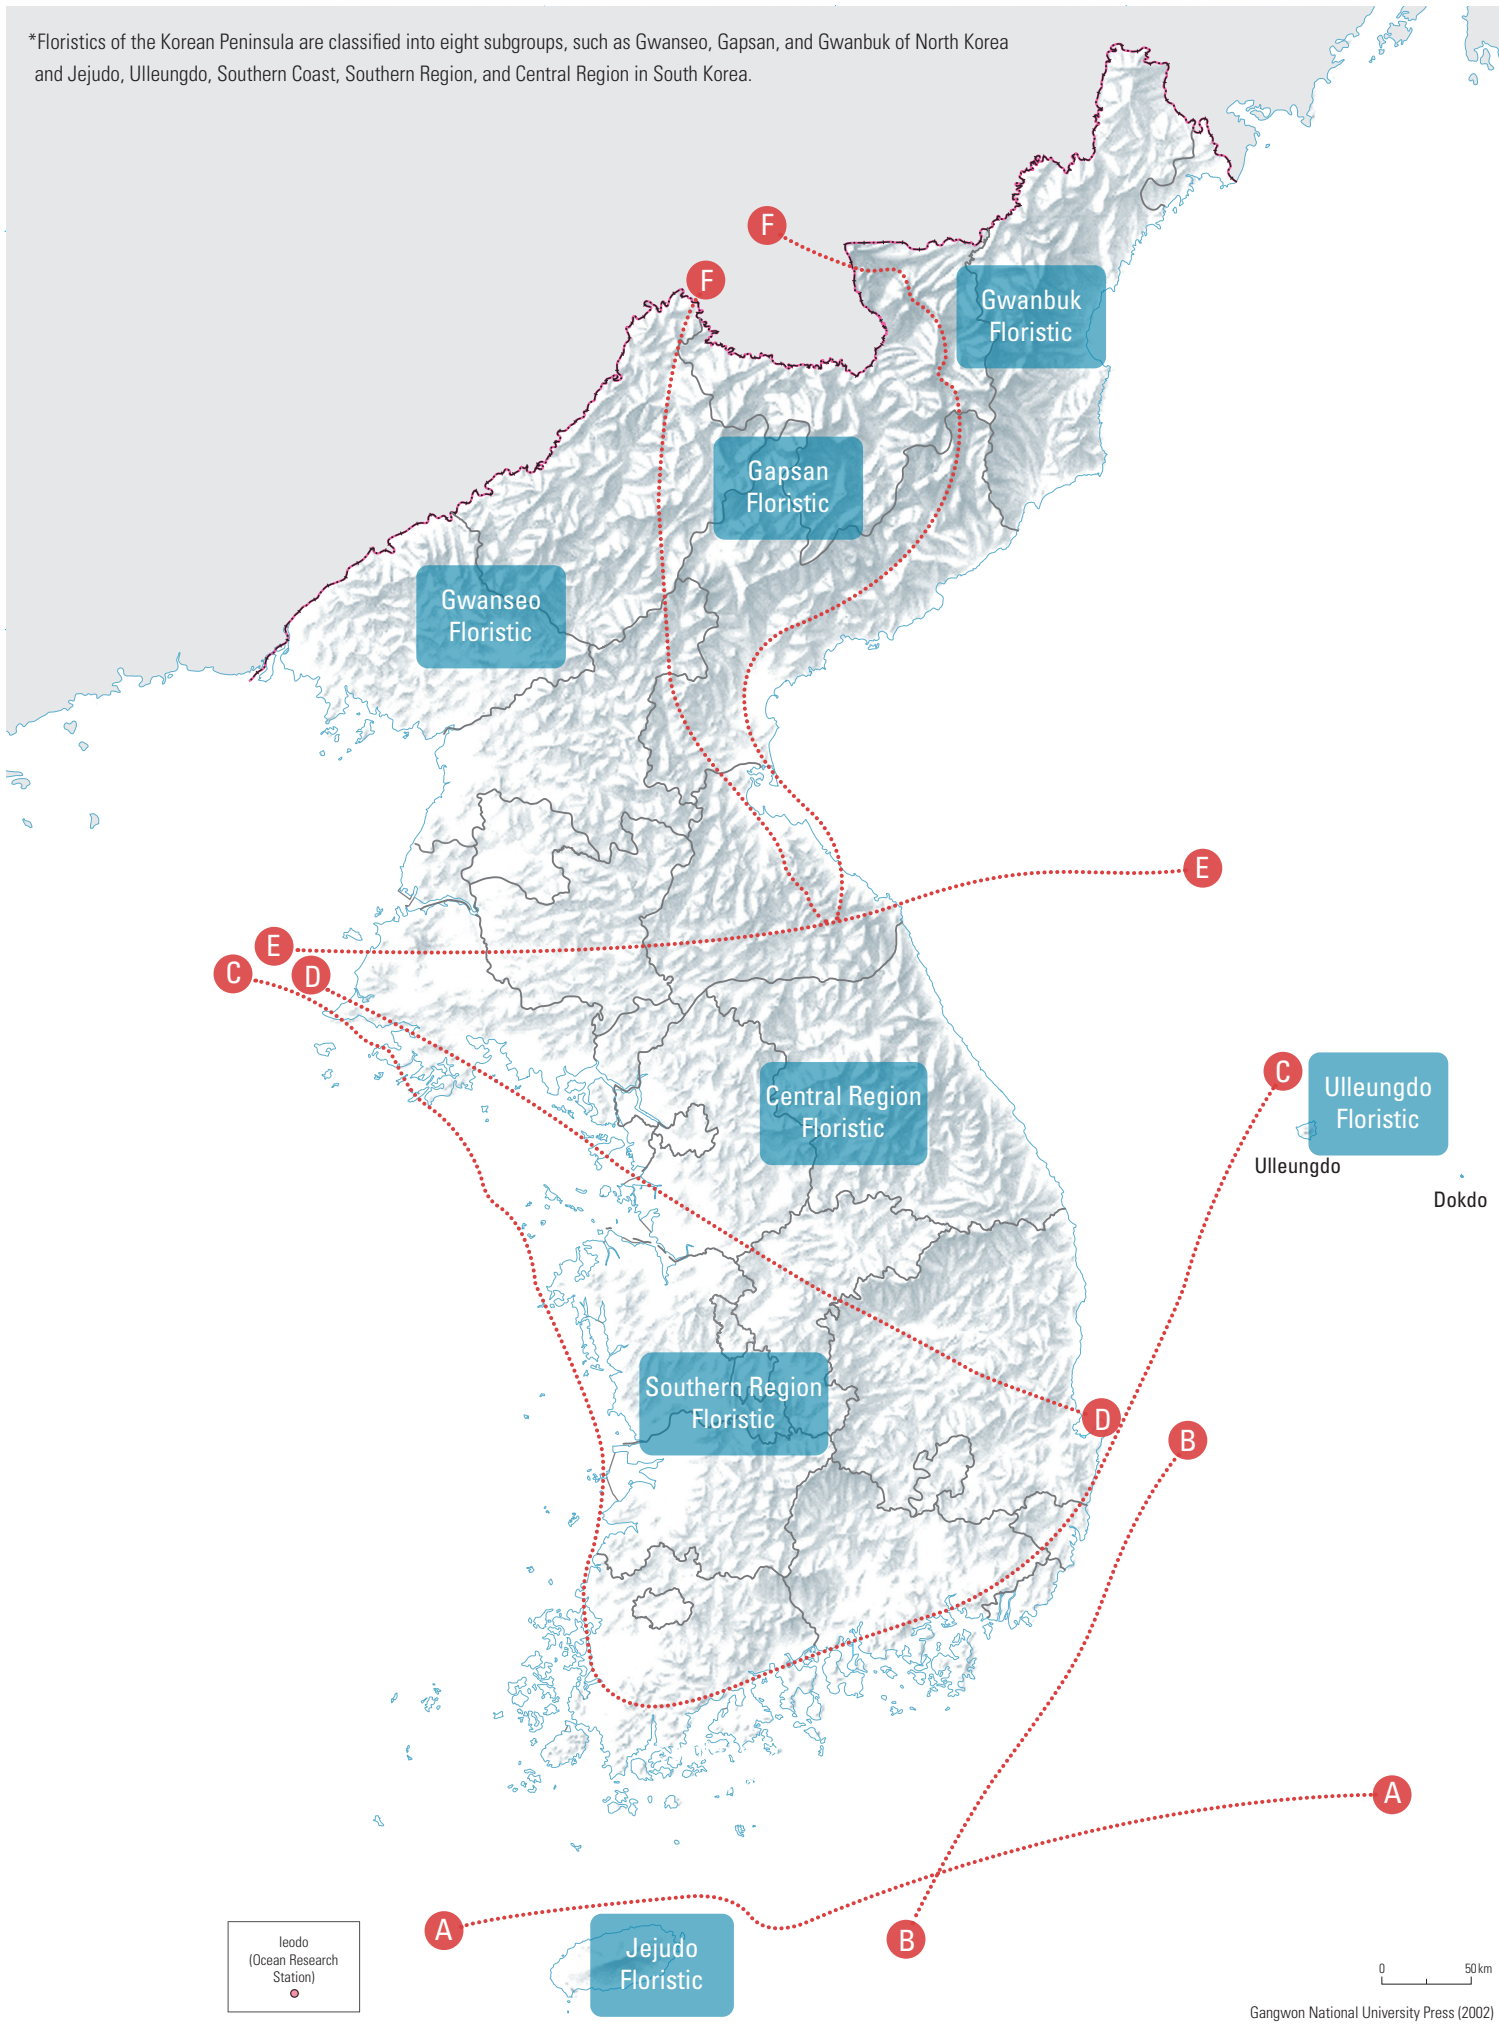 *Floristics of the Korean Peninsula are classified into eight subgroups, such as Gwanseo, Gapsan, and Gwanbuk of North Korea
and Jejudo, Ulleungdo, Southern Coast, Southern Region, and Central Region in South Korea.
F
F
Gwanbuk
Floristic
Gapsan
Floristic
Gwanseo
Floristic
E
E
C
D
C
Ulleungdo
Floristic
Central Region
Floristic
Ulleungdo
Dokdo
Southern Region
Floristic
D
B
A
A
B
Jejudo
Floristic
Ieodo
(Ocean Research
Station)
0 50 km
Gangwon National University Press (2002)